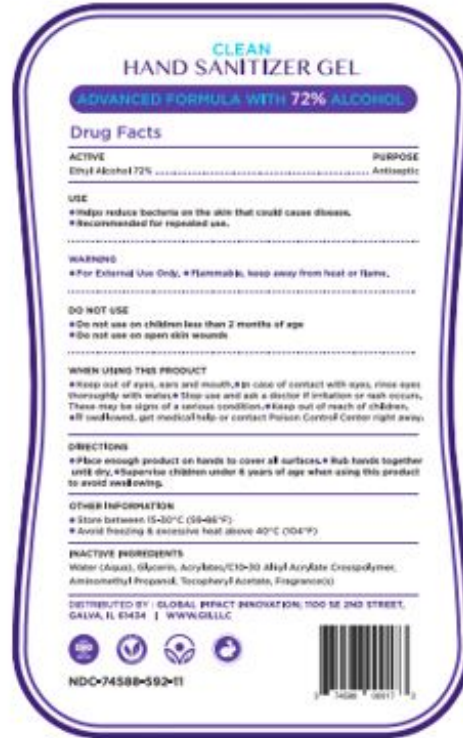 CLEAN
HAND SANITIZER GEL
ADVANCED FORMULA WITH 72% ALCOHOL
Drug Facts
ACTIVE PURPOSE
Ethyl Alcohol 72% ........ Antiseptic
USE
• Helps reduce bacteria on the skin that could cause disease.
• Recommended for repeated use.
WARNING
• For External Use Only. • Flammable, keep away from heat or flame.
DO NOT USE
• Do not use on children less than 2 months of age
• Do not use on open skin wounds
WHEN USING THIS PRODUCT
• Keep out of eyes, ears and mouth. • In case of contact with eyes, rinse eyes
thoroughly with water. • Stop use and ask a doctor if irritation or rash occurs.
These may be signs of a serious condition. • Keep out of reach of children.
• If swallowed, get medical help or contact Poison Control Center right away.
DIRECTIONS
• Place enough product on hands to cover all surfaces. • Rub hands together
until dry. • Supervise children under 6 years of age when using this product
to avoid swallowing.
OTHER INFORMATION
• Store between 15-30°C (59-86°F)
• Avoid freezing & excessive heat above 40°C (104°F)
INACTIVE INGREDIENTS
Water (Aqua), Glycerin, Acrylates/C10-30 Alkyl Acrylate Crosspolymer,
Aminomethyl Propanol, Tocopheryl Acetate, Fragrance(s)
DISTRIBUTED BY : GLOBAL IMPACT INNOVATION; 1100 SE 2ND STREET,
GALVA, IL 61434 | WWW.GII.LLC
NDC-74588-592-11